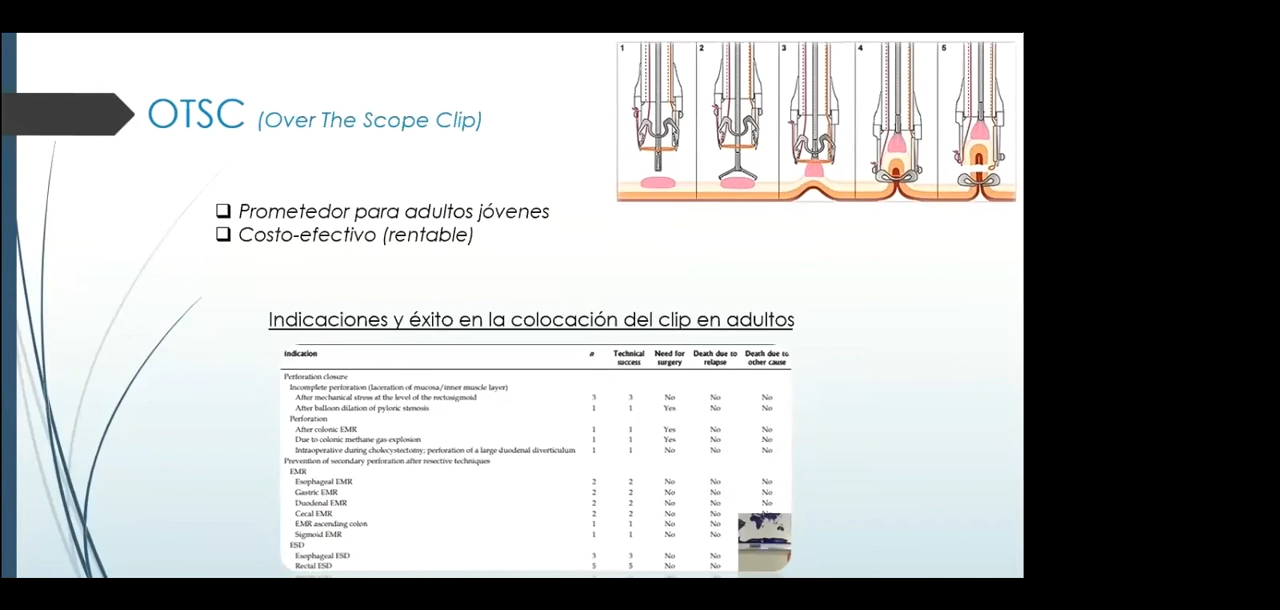 1 2 3 4 5
OTSC (Over The Scope Clip)
❑ Prometedor para adultos jóvenes
❑ Costo-efectivo (rentable)
Indicaciones y éxito en la colocación del clip en adultos
Indication n Technical success Need for surgery Death due to relapse Death due to other cause
Perforation closure
Incomplete perforation (laceration of mucosa/inner muscle layer)
After mechanical stress at the level of the rectosigmoid 3 3 No No No
After balloon dilation of pyloric stenosis 1 1 Yes No No
Perforation
After colonic EMR 1 1 Yes No No
Due to colonic methane gas explosion 1 1 Yes No No
Intraoperative during cholecystectomy; perforation of a large duodenal diverticulum 1 1 No No No
Prevention of secondary perforation after resective techniques
EMR
Esophageal EMR 2 2 No No No
Gastric EMR 2 2 No No No
Duodenal EMR 2 2 No No No
Cecal EMR 2 2 No No
EMR ascending colon 1 1 No No
Sigmoid EMR 1 1 No No
ESD
Esophageal ESD 3 3 No No
Rectal ESD 5 5 No No